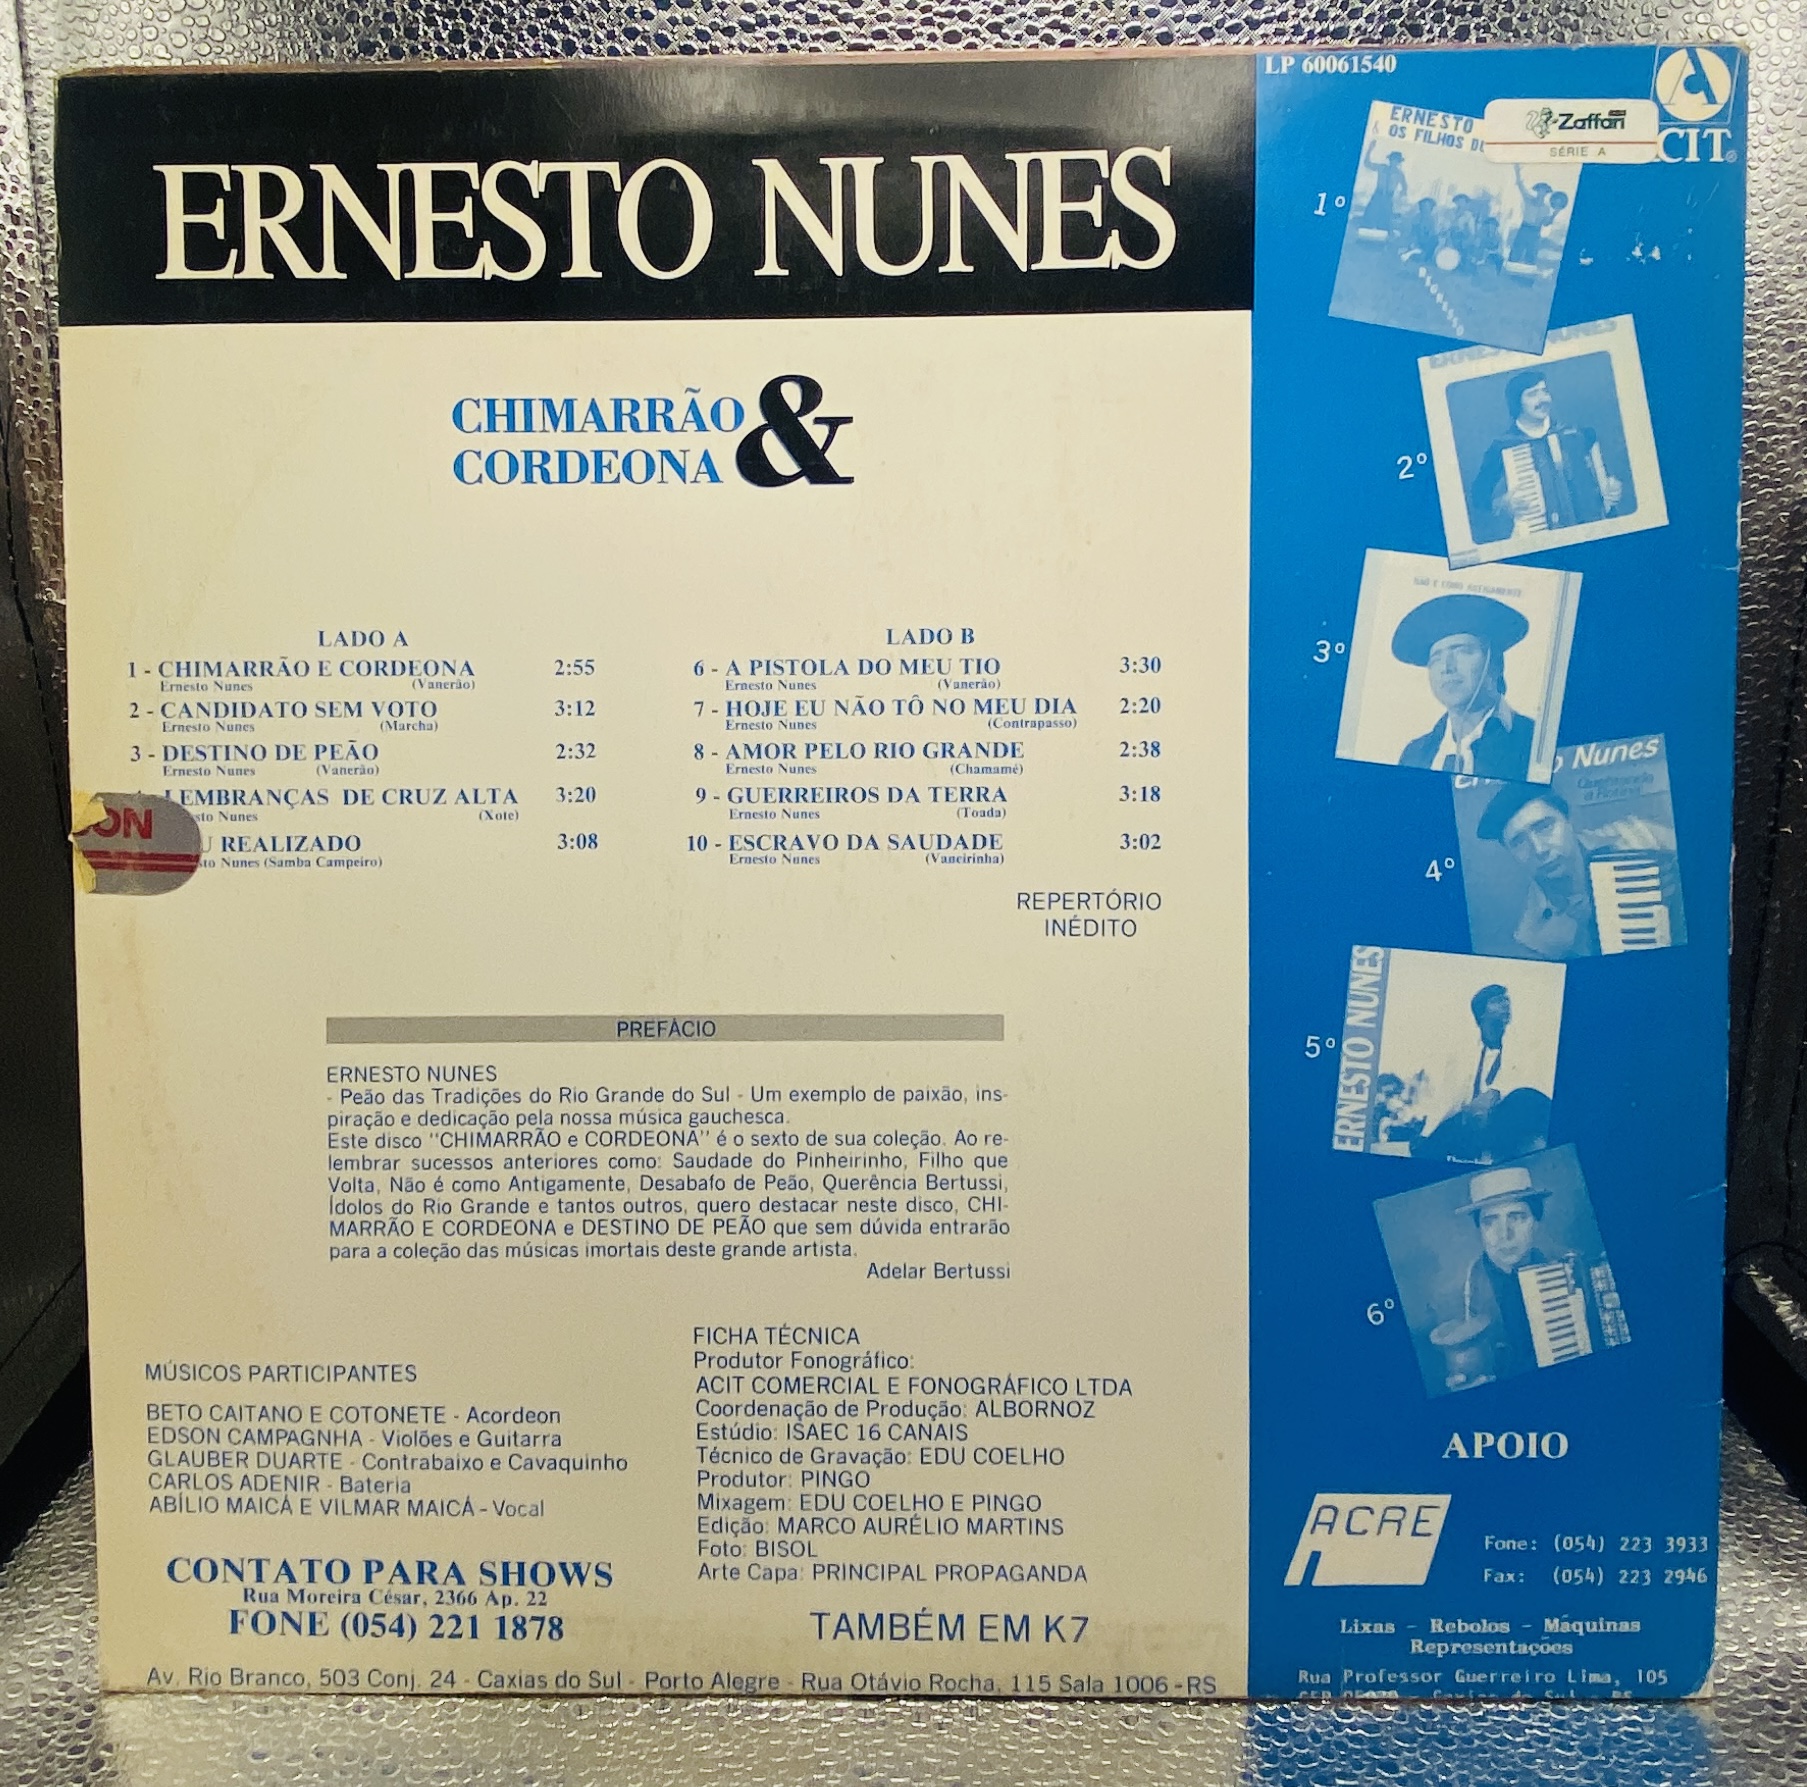 LP 60061540
Zaffari
SÉRIE A
CIT
ERNESTO NUNES
CHIMARRÃO &
CORDEONA
LADO A
1 - CHIMARRÃO E CORDEONA 2:55
Ernesto Nunes (Vanerão)
2 - CANDIDATO SEM VOTO 3:12
Ernesto Nunes (Marcha)
3 - DESTINO DE PEÃO 2:32
Ernesto Nunes (Vanerão)
LEMBRANÇAS DE CRUZ ALTA 3:20
Nunes (Xote)
REALIZADO 3:08
Nunes (Samba Campeiro)
ON
LADO B
6 - A PISTOLA DO MEU TIO 3:30
Ernesto Nunes (Vanerão)
7 - HOJE EU NÃO TÔ NO MEU DIA 2:20
Ernesto Nunes (Contrapasso)
8 - AMOR PELO RIO GRANDE 2:38
Ernesto Nunes (Chamamé)
9 - GUERREIROS DA TERRA 3:18
Ernesto Nunes (Toada)
10 - ESCRAVO DA SAUDADE 3:02
Ernesto Nunes (Vaneirinha)
REPERTÓRIO
INÉDITO
PREFÁCIO
ERNESTO NUNES
- Peão das Tradições do Rio Grande do Sul - Um exemplo de paixão, ins-
piração e dedicação pela nossa música gauchesca.
Este disco "CHIMARRÃO e CORDEONA" é o sexto de sua coleção. Ao re-
lembrar sucessos anteriores como: Saudade do Pinheirinho, Filho que
Volta, Não é como Antigamente, Desabafo de Peão, Querência Bertussi,
Ídolos do Rio Grande e tantos outros, quero destacar neste disco, CHI-
MARRÃO E CORDEONA e DESTINO DE PEÃO que sem dúvida entrarão
para a coleção das músicas imortais deste grande artista.
Adelar Bertussi
MÚSICOS PARTICIPANTES
BETO CAITANO E COTONETE - Acordeon
EDSON CAMPAGNHA - Violões e Guitarra
GLAUBER DUARTE - Contrabaixo e Cavaquinho
CARLOS ADENIR - Bateria
ABÍLIO MAICÁ E VILMAR MAICÁ - Vocal
CONTATO PARA SHOWS
Rua Moreira César, 2366 Ap. 22
FONE (054) 221 1878
FICHA TÉCNICA
Produtor Fonográfico:
ACIT COMERCIAL E FONOGRÁFICO LTDA
Coordenação de Produção: ALBORNOZ
Estúdio: ISAEC 16 CANAIS
Técnico de Gravação: EDU COELHO
Produtor: PINGO
Mixagem: EDU COELHO E PINGO
Edição: MARCO AURÉLIO MARTINS
Foto: BISOL
Arte Capa: PRINCIPAL PROPAGANDA
TAMBÉM EM K7
Av. Rio Branco, 503 Conj. 24 - Caxias do Sul - Porto Alegre - Rua Otávio Rocha, 115 Sala 1006 - RS
ERNESTO
& OS FILHOS DO
1º
ERNESTO NUNES
2º
NÃO É COMO ANTIGAMENTE
3º
Nunes
4º
ERNESTO NUNES
5º
6º
APOIO
ACRE
Fone: (054) 223 3933
Fax: (054) 223 2946
Lixas - Rebolos - Máquinas
Representações
Rua Professor Guerreiro Lima, 105